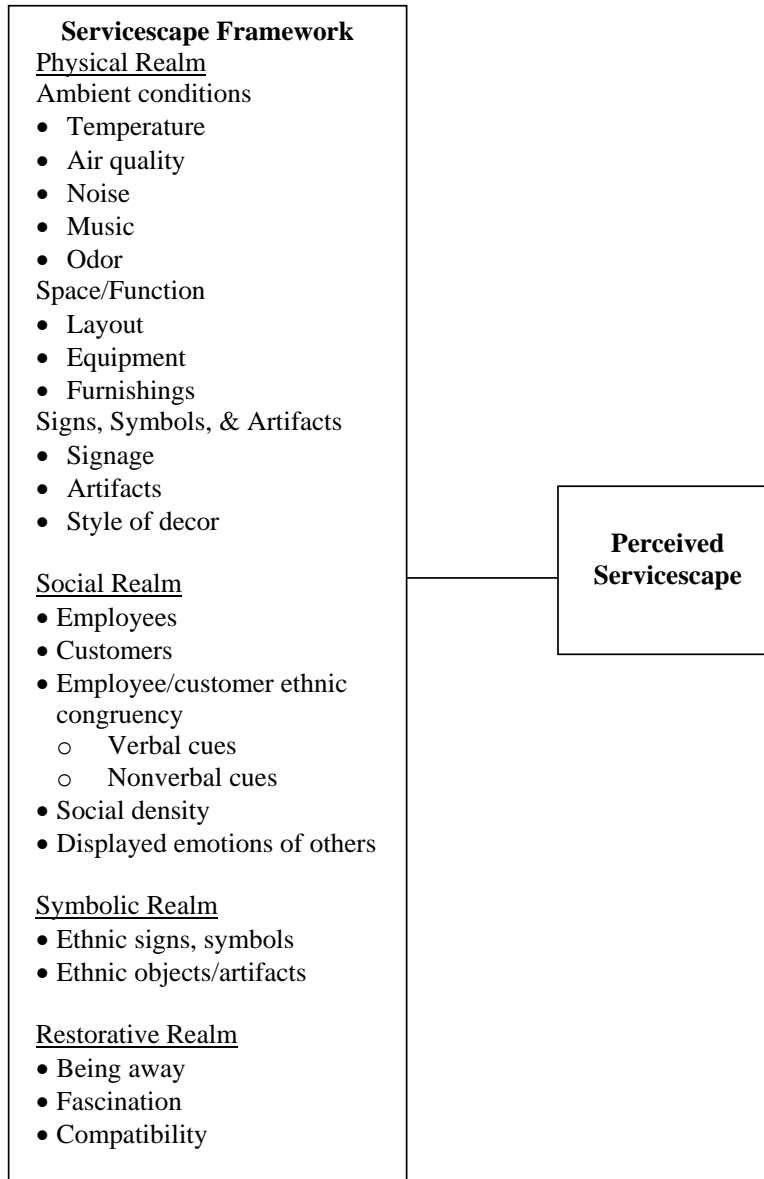 Servicescape Framework
Physical Realm
Ambient conditions
• Temperature
• Air quality
• Noise
• Music
• Odor
Space/Function
• Layout
• Equipment
• Furnishings
Signs, Symbols, & Artifacts
• Signage
• Artifacts
• Style of decor
Social Realm
• Employees
• Customers
• Employee/customer ethnic
congruency
o Verbal cues
o Nonverbal cues
• Social density
• Displayed emotions of others
Symbolic Realm
• Ethnic signs, symbols
• Ethnic objects/artifacts
Restorative Realm
• Being away
• Fascination
• Compatibility
Perceived
Servicescape